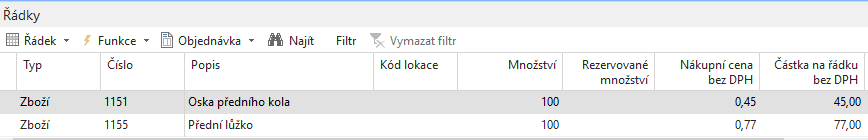 Řádky
Řádek Funkce Objednávka Najít Filtr Vymazat filtr
Typ Číslo Popis Kód lokace Množství Rezervované množství Nákupní cena bez DPH Částka na řádku bez DPH
Zboží 1151 Oska předního kola 100 0,45 45,00
Zboží 1155 Přední lůžko 100 0,77 77,00